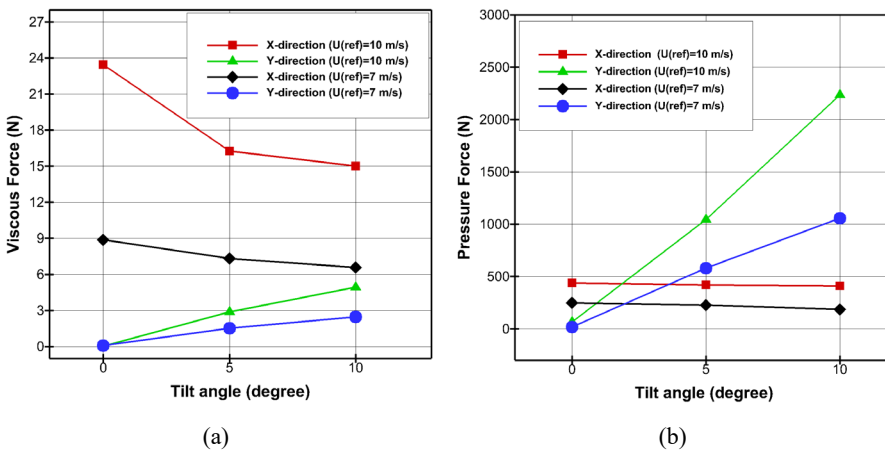 27
24
21
18
15
12
9
6
3
0
Viscous Force (N)
X-direction (U(ref)=10 m/s)
Y-direction (U(ref)=10 m/s)
X-direction (U(ref)=7 m/s)
Y-direction (U(ref)=7 m/s)
0 5 10
Tilt angle (degree)
(a)
3000
2500
2000
1500
1000
500
0
Pressure Force (N)
X-direction (U(ref)=10 m/s)
Y-direction (U(ref)=10 m/s)
X-direction (U(ref)=7 m/s)
Y-direction (U(ref)=7 m/s)
0 5 10
Tilt angle (degree)
(b)